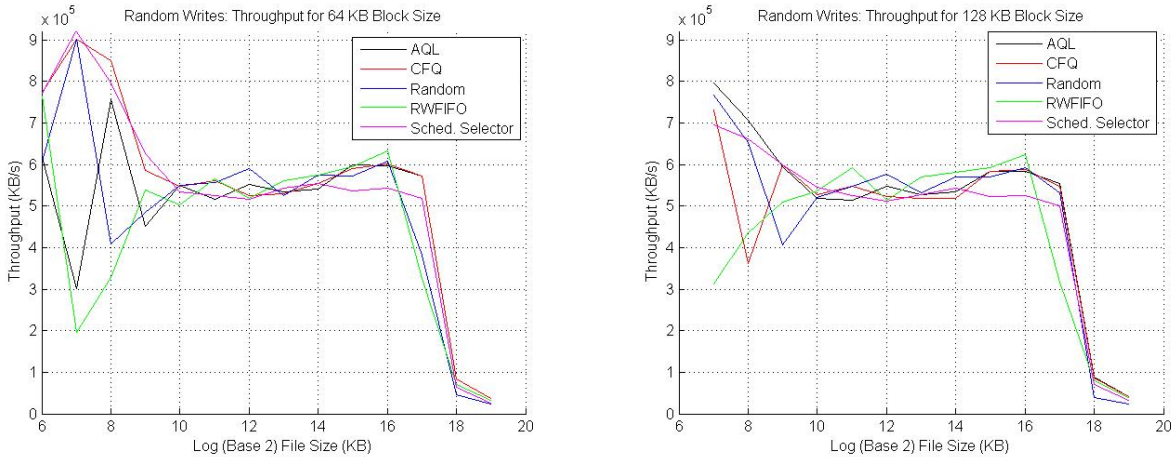 Random Writes: Throughput for 64 KB Block Size
x 10^5
9
8
7
6
5
4
3
2
1
0
Throughput (KB/s)
6 8 10 12 14 16 18 20
Log (Base 2) File Size (KB)
AQL
CFQ
Random
RWFIFO
Sched. Selector
Random Writes: Throughput for 128 KB Block Size
x 10^5
9
8
7
6
5
4
3
2
1
0
Throughput (KB/s)
6 8 10 12 14 16 18 20
Log (Base 2) File Size (KB)
AQL
CFQ
Random
RWFIFO
Sched. Selector